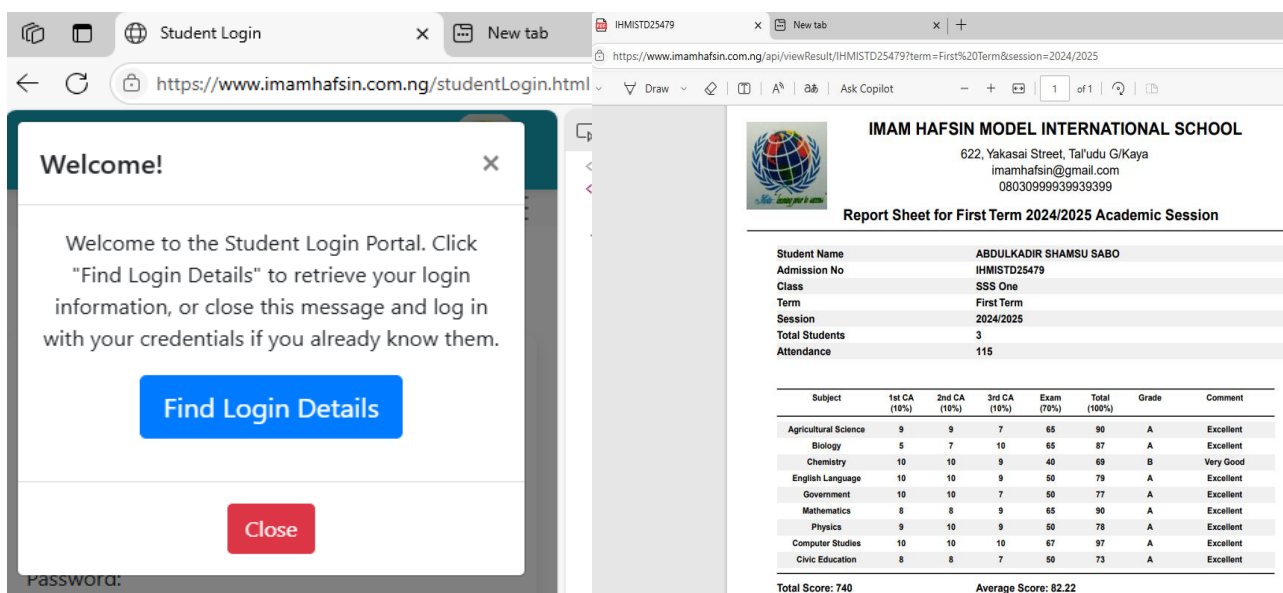 Student Login
New tab
https://www.imamhafsin.com.ng/studentLogin.html
Welcome!
Welcome to the Student Login Portal. Click
"Find Login Details" to retrieve your login
information, or close this message and log in
with your credentials if you already know them.
Find Login Details
Close
Password:
IHMISTD25479
New tab
https://www.imamhafsin.com.ng/api/viewResult/IHMISTD25479?term=First%20Term&session=2024/2025
Draw Ask Copilot 1 of 1
IMAM HAFSIN MODEL INTERNATIONAL SCHOOL
622, Yakasai Street, Tal'udu G/Kaya
imamhafsin@gmail.com
08030999939939399
Report Sheet for First Term 2024/2025 Academic Session
Student Name ABDULKADIR SHAMSU SABO
Admission No IHMISTD25479
Class SSS One
Term First Term
Session 2024/2025
Total Students 3
Attendance 115
Subject 1st CA (10%) 2nd CA (10%) 3rd CA (10%) Exam (70%) Total (100%) Grade Comment
Agricultural Science 9 9 7 65 90 A Excellent
Biology 5 7 10 65 87 A Excellent
Chemistry 10 10 9 40 69 B Very Good
English Language 10 10 9 50 79 A Excellent
Government 10 10 7 50 77 A Excellent
Mathematics 8 8 9 65 90 A Excellent
Physics 9 10 9 50 78 A Excellent
Computer Studies 10 10 10 67 97 A Excellent
Civic Education 8 8 7 50 73 A Excellent
Total Score: 740 Average Score: 82.22